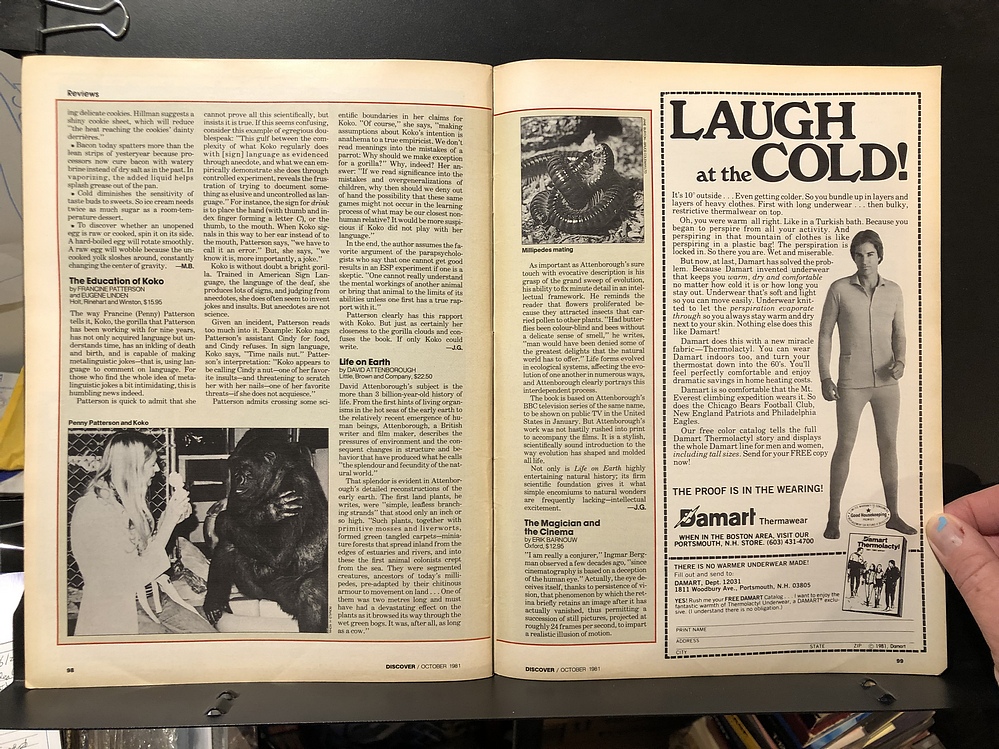 Reviews
ing delicate cookies. Hillman suggests a
shiny cookie sheet, which will reduce
"the heat reaching the cookies' dainty
derrières."
• Bacon today spatters more than the
lean strips of yesteryear because pro-
cessors now cure bacon with watery
brine instead of dry salt as in the past. In
vaporizing, the added liquid helps
splash grease out of the pan.
• Cold diminishes the sensitivity of
taste buds to sweets. So ice cream needs
twice as much sugar as a room-tem-
perature dessert.
• To discover whether an unopened
egg is raw or cooked, spin it on its side.
A hard-boiled egg will rotate smoothly.
A raw egg will wobble because the un-
cooked yolk sloshes around, constantly
changing the center of gravity. —M.B.
The Education of Koko
by FRANCINE PATTERSON
and EUGENE LINDEN
Holt, Rinehart and Winston, $15.95
The way Francine (Penny) Patterson
tells it, Koko, the gorilla that Patterson
has been working with for nine years,
has not only acquired language but un-
derstands time, has an inkling of death
and birth, and is capable of making
metalinguistic jokes—that is, using lan-
guage to comment on language. For
those who find the whole idea of meta-
linguistic jokes a bit intimidating, this is
humbling news indeed.
Patterson is quick to admit that she
cannot prove all this scientifically, but
insists it is true. If this seems confusing,
consider this example of egregious dou-
blespeak: "This gulf between the com-
plexity of what Koko regularly does
with [sign] language as evidenced
through anecdote, and what we can em-
pirically demonstrate she does through
controlled experiment, reveals the frus-
tration of trying to document some-
thing as elusive and uncontrolled as lan-
guage." For instance, the sign for drink
is to place the hand (with thumb and in-
dex finger forming a letter C), or the
thumb, to the mouth. When Koko sig-
nals in this way to her ear instead of to
the mouth, Patterson says, "we have to
call it an error." But, she says, "we
know it is, more importantly, a joke."
Koko is without doubt a bright goril-
la. Trained in American Sign Lan-
guage, the language of the deaf, she
produces lots of signs, and judging from
anecdotes, she does often seem to invent
jokes and insults. But anecdotes are not
science.
Given an incident, Patterson reads
too much into it. Example: Koko nags
Patterson's assistant Cindy for food,
and Cindy refuses. In sign language,
Koko says, "Time nails nut." Patter-
son's interpretation: "Koko appears to
be calling Cindy a nut—one of her favor-
ite insults—and threatening to scratch
her with her nails—one of her favorite
threats—if she does not acquiesce."
Patterson admits crossing some sci-
entific boundaries in her claims for
Koko. "Of course," she says, "making
assumptions about Koko's intention is
anathema to a true empiricist. We don't
read meanings into the mistakes of a
parrot: Why should we make exception
for a gorilla?" Why, indeed? Her an-
swer: "If we read significance into the
mistakes and overgeneralizations of
children, why then should we deny out
of hand the possibility that these same
games might not occur in the learning
process of what may be our closest non-
human relative? It would be more suspi-
cious if Koko did not play with her
language."
In the end, the author assumes the fa-
vorite argument of the parapsycholo-
gists who say that one cannot get good
results in an ESP experiment if one is a
skeptic. "One cannot really understand
the mental workings of another animal
or bring that animal to the limits of its
abilities unless one first has a true rap-
port with it."
Patterson clearly has this rapport
with Koko. But just as certainly her
closeness to the gorilla clouds and con-
fuses the book. If only Koko could
write. —J.G.
Life on Earth
by DAVID ATTENBOROUGH
Little, Brown and Company, $22.50
David Attenborough's subject is the
more than 3 billion-year-old history of
life. From the first hints of living organ-
isms in the hot seas of the early earth to
the relatively recent emergence of hu-
man beings, Attenborough, a British
writer and film maker, describes the
pressures of environment and the con-
sequent changes in structure and be-
havior that have produced what he calls
"the splendour and fecundity of the nat-
ural world."
That splendor is evident in Attenbor-
ough's detailed reconstructions of the
early earth. The first land plants, he
writes, were "simple, leafless branch-
ing strands" that stood only an inch or
so high. "Such plants, together with
primitive mosses and liverworts,
formed green tangled carpets—minia-
ture forests that spread inland from the
edges of estuaries and rivers, and into
these the first animal colonists crept
from the sea. They were segmented
creatures, ancestors of today's milli-
pedes, pre-adapted by their chitinous
armour to movement on land . . . One of
them was two metres long and must
have had a devastating effect on the
plants as it browsed its way through the
wet green bogs. It was, after all, as long
as a cow."
Penny Patterson and Koko
98
DISCOVER / OCTOBER 1981
Millipedes mating
As important as Attenborough's sure
touch with evocative description is his
grasp of the grand sweep of evolution,
his ability to fix minute detail in an intel-
lectual framework. He reminds the
reader that flowers proliferated be-
cause they attracted insects that car-
ried pollen to other plants. "Had butter-
flies been colour-blind and bees without
a delicate sense of smell," he writes,
"man would have been denied some of
the greatest delights that the natural
world has to offer." Life forms evolved
in ecological systems, affecting the evo-
lution of one another in numerous ways,
and Attenborough clearly portrays this
interdependent process.
The book is based on Attenborough's
BBC television series of the same name,
to be shown on public TV in the United
States in January. But Attenborough's
work was not hastily rushed into print
to accompany the films. It is a stylish,
scientifically sound introduction to the
way evolution has shaped and molded
all life.
Not only is Life on Earth highly
entertaining natural history; its firm
scientific foundation gives it what
simple encomiums to natural wonders
are frequently lacking—intellectual
excitement. —J.G.
The Magician and
the Cinema
by ERIK BARNOUW
Oxford, $12.95
"I am really a conjurer," Ingmar Berg-
man observed a few decades ago, "since
cinematography is based on a deception
of the human eye." Actually, the eye de-
ceives itself, thanks to persistence of vi-
sion, that phenomenon by which the ret-
ina briefly retains an image after it has
actually vanished, thus permitting a
succession of still pictures, projected at
roughly 24 frames per second, to impart
a realistic illusion of motion.
DISCOVER / OCTOBER 1981
LAUGH
at the COLD!
It's 10° outside . . . Even getting colder. So you bundle up in layers and
layers of heavy clothes. First with long underwear . . . then bulky,
restrictive thermalwear on top.
Oh, you were warm all right. Like in a Turkish bath. Because you
began to perspire from all your activity. And
perspiring in that mountain of clothes is like
perspiring in a plastic bag! The perspiration is
locked in. So there you are. Wet and miserable.
But now, at last, Damart has solved the prob-
lem. Because Damart invented underwear
that keeps you warm, dry and comfortable
no matter how cold it is or how long you
stay out. Underwear that's soft and light
so you can move easily. Underwear knit-
ted to let the perspiration evaporate
through so you always stay warm and dry
next to your skin. Nothing else does this
like Damart!
Damart does this with a new miracle
fabric—Thermolactyl. You can wear
Damart indoors too, and turn your
thermostat down into the 60's. You'll
feel perfectly comfortable and enjoy
dramatic savings in home heating costs.
Damart is so comfortable that the Mt.
Everest climbing expedition wears it. So
does the Chicago Bears Football Club,
New England Patriots and Philadelphia
Eagles.
Our free color catalog tells the full
Damart Thermolactyl story and displays
the whole Damart line for men and women,
including tall sizes. Send for your FREE copy
now!
THE PROOF IS IN THE WEARING!
Damart Thermawear
Good Housekeeping
WHEN IN THE BOSTON AREA, VISIT OUR
PORTSMOUTH, N.H. STORE. (603) 431-4700
THERE IS NO WARMER UNDERWEAR MADE!
Fill out and send to:
DAMART, Dept. 12031
1811 Woodbury Ave., Portsmouth, N.H. 03805
YES! Rush me your FREE DAMART Catalog . . . I want to enjoy the
fantastic warmth of Thermolactyl Underwear, a DAMART® exclu-
sive. (I understand there is no obligation.)
Damart
Thermolactyl
PRINT NAME
ADDRESS
CITY STATE ZIP © 1981, Damart
99